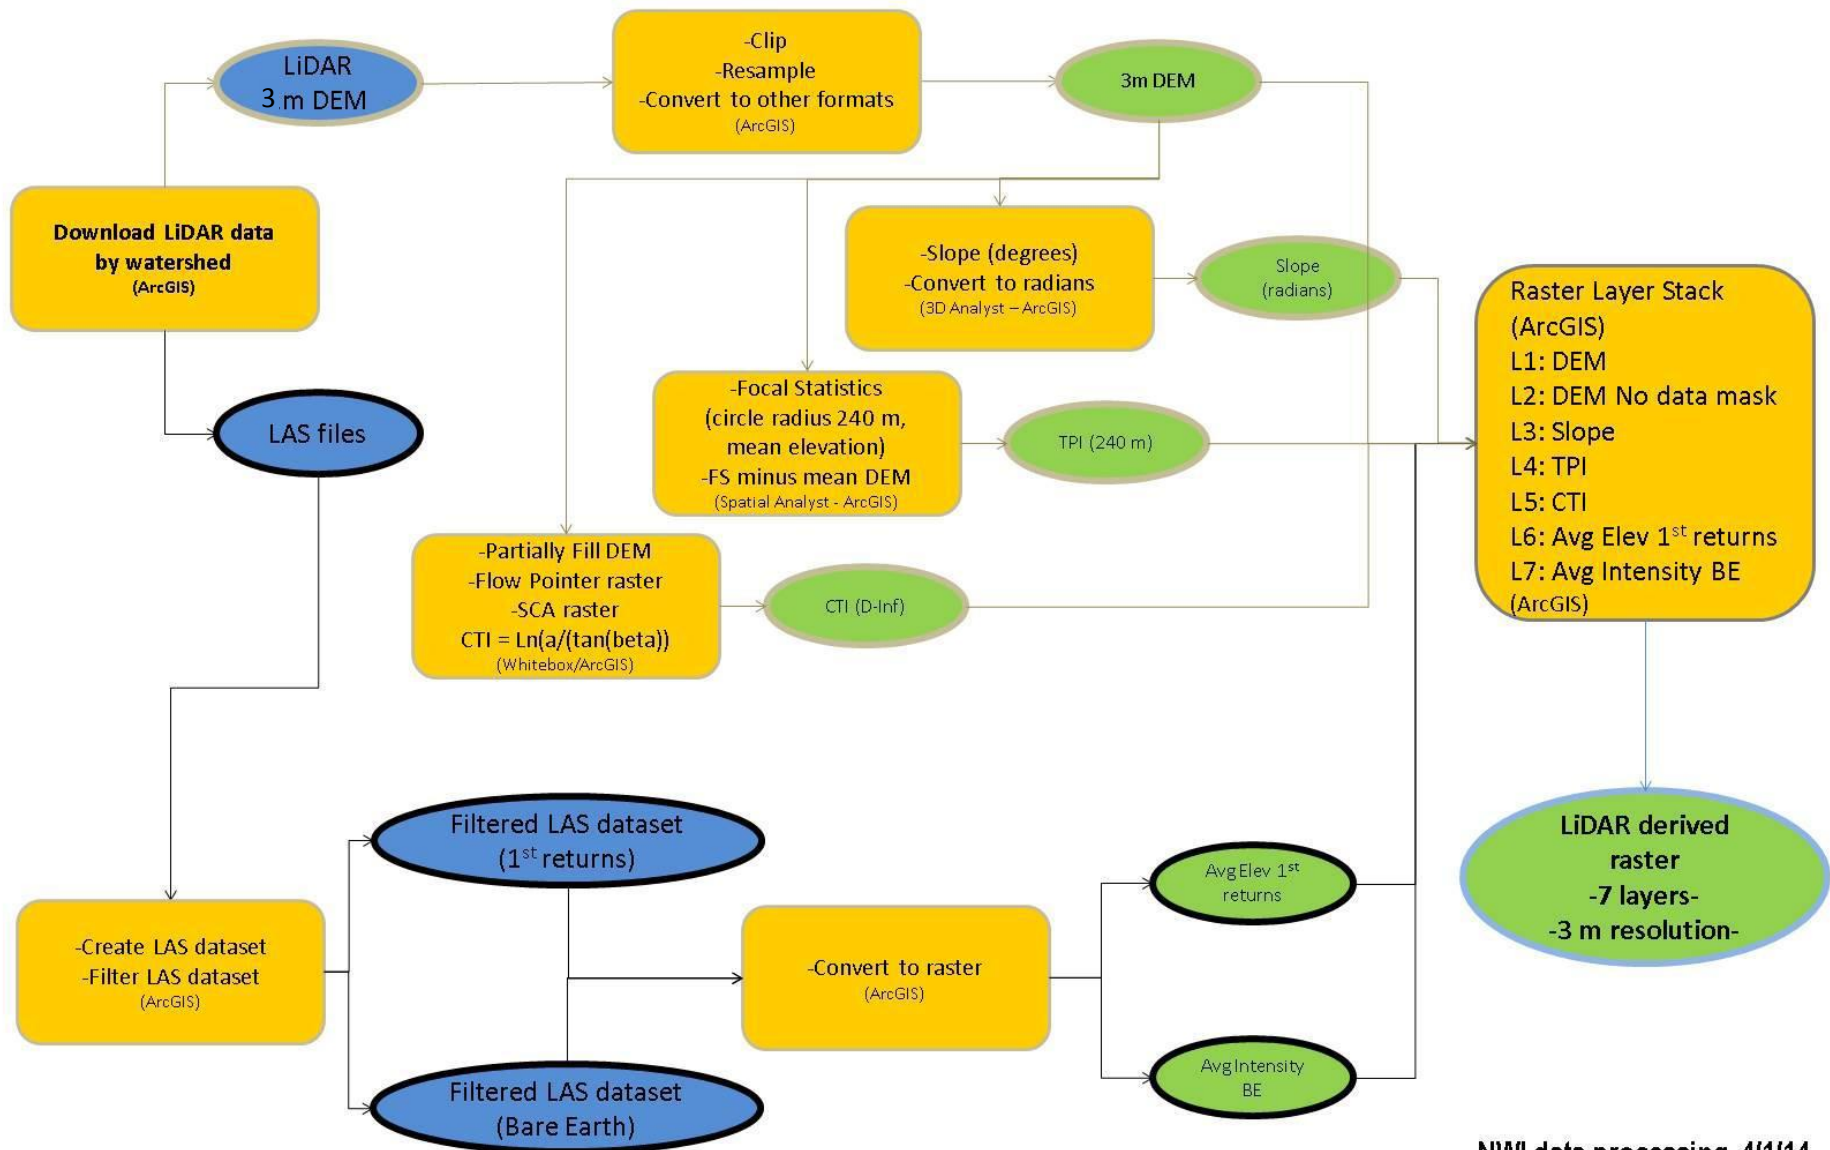 LiDAR
3.m DEM
-Clip
-Resample
-Convert to other formats
(ArcGIS)
3m DEM
Download LiDAR data
by watershed
(ArcGIS)
-Slope (degrees)
-Convert to radians
(3D Analyst – ArcGIS)
Slope
(radians)
LAS files
-Focal Statistics
(circle radius 240 m,
mean elevation)
-FS minus mean DEM
(Spatial Analyst - ArcGIS)
TPI (240 m)
-Partially Fill DEM
-Flow Pointer raster
-SCA raster
CTI = Ln(a/(tan(beta))
(Whitebox/ArcGIS)
CTI (D-Inf)
Raster Layer Stack
(ArcGIS)
L1: DEM
L2: DEM No data mask
L3: Slope
L4: TPI
L5: CTI
L6: Avg Elev 1st returns
L7: Avg Intensity BE
(ArcGIS)
LiDAR derived
raster
-7 layers-
-3 m resolution-
-Create LAS dataset
-Filter LAS dataset
(ArcGIS)
Filtered LAS dataset
(1st returns)
Filtered LAS dataset
(Bare Earth)
-Convert to raster
(ArcGIS)
Avg Elev 1st
returns
Avg Intensity
BE
NWI data processing 4/1/14